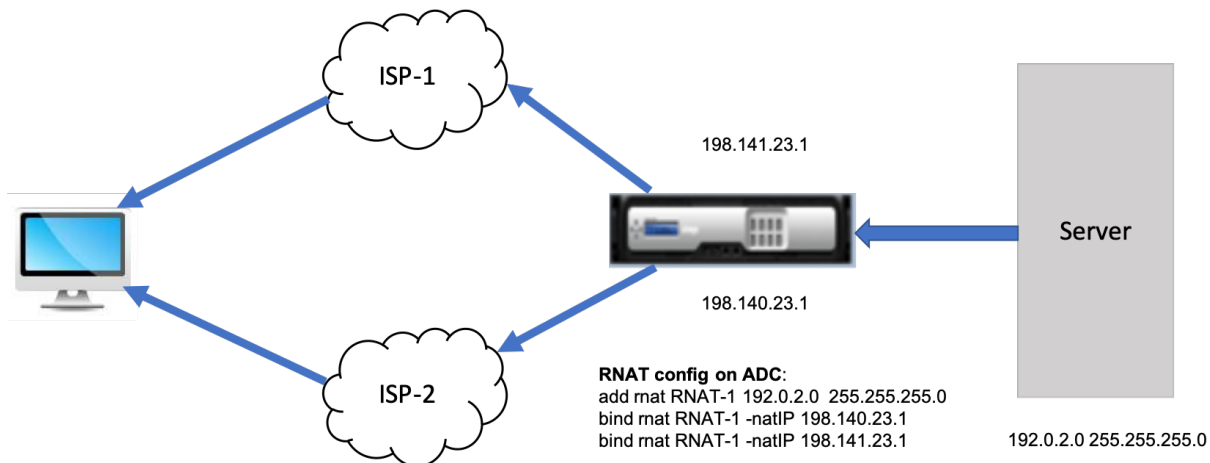 ISP-1
198.141.23.1
Server
198.140.23.1
ISP-2
RNAT config on ADC:
add rnat RNAT-1 192.0.2.0 255.255.255.0
bind rnat RNAT-1 -natIP 198.140.23.1
bind rnat RNAT-1 -natIP 198.141.23.1
192.0.2.0 255.255.255.0